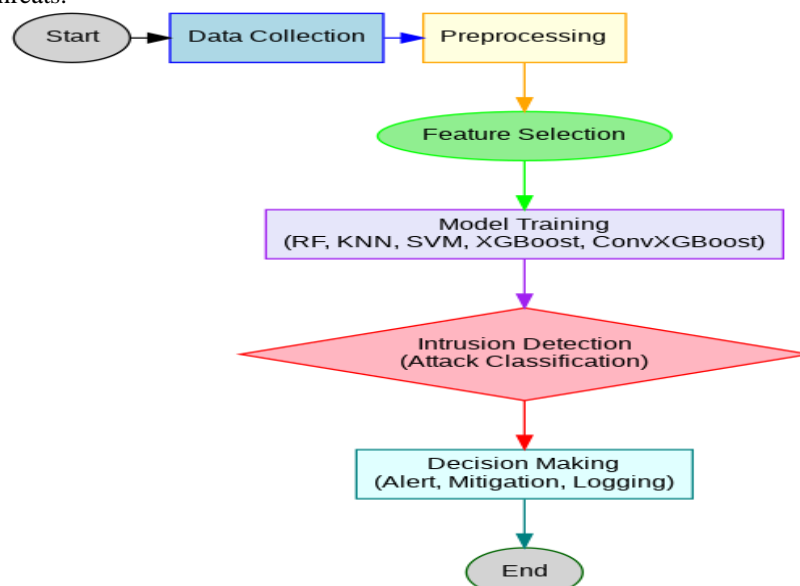 Start
Data Collection
Preprocessing
Feature Selection
Model Training
(RF, KNN, SVM, XGBoost, ConvXGBoost)
Intrusion Detection
(Attack Classification)
Decision Making
(Alert, Mitigation, Logging)
End